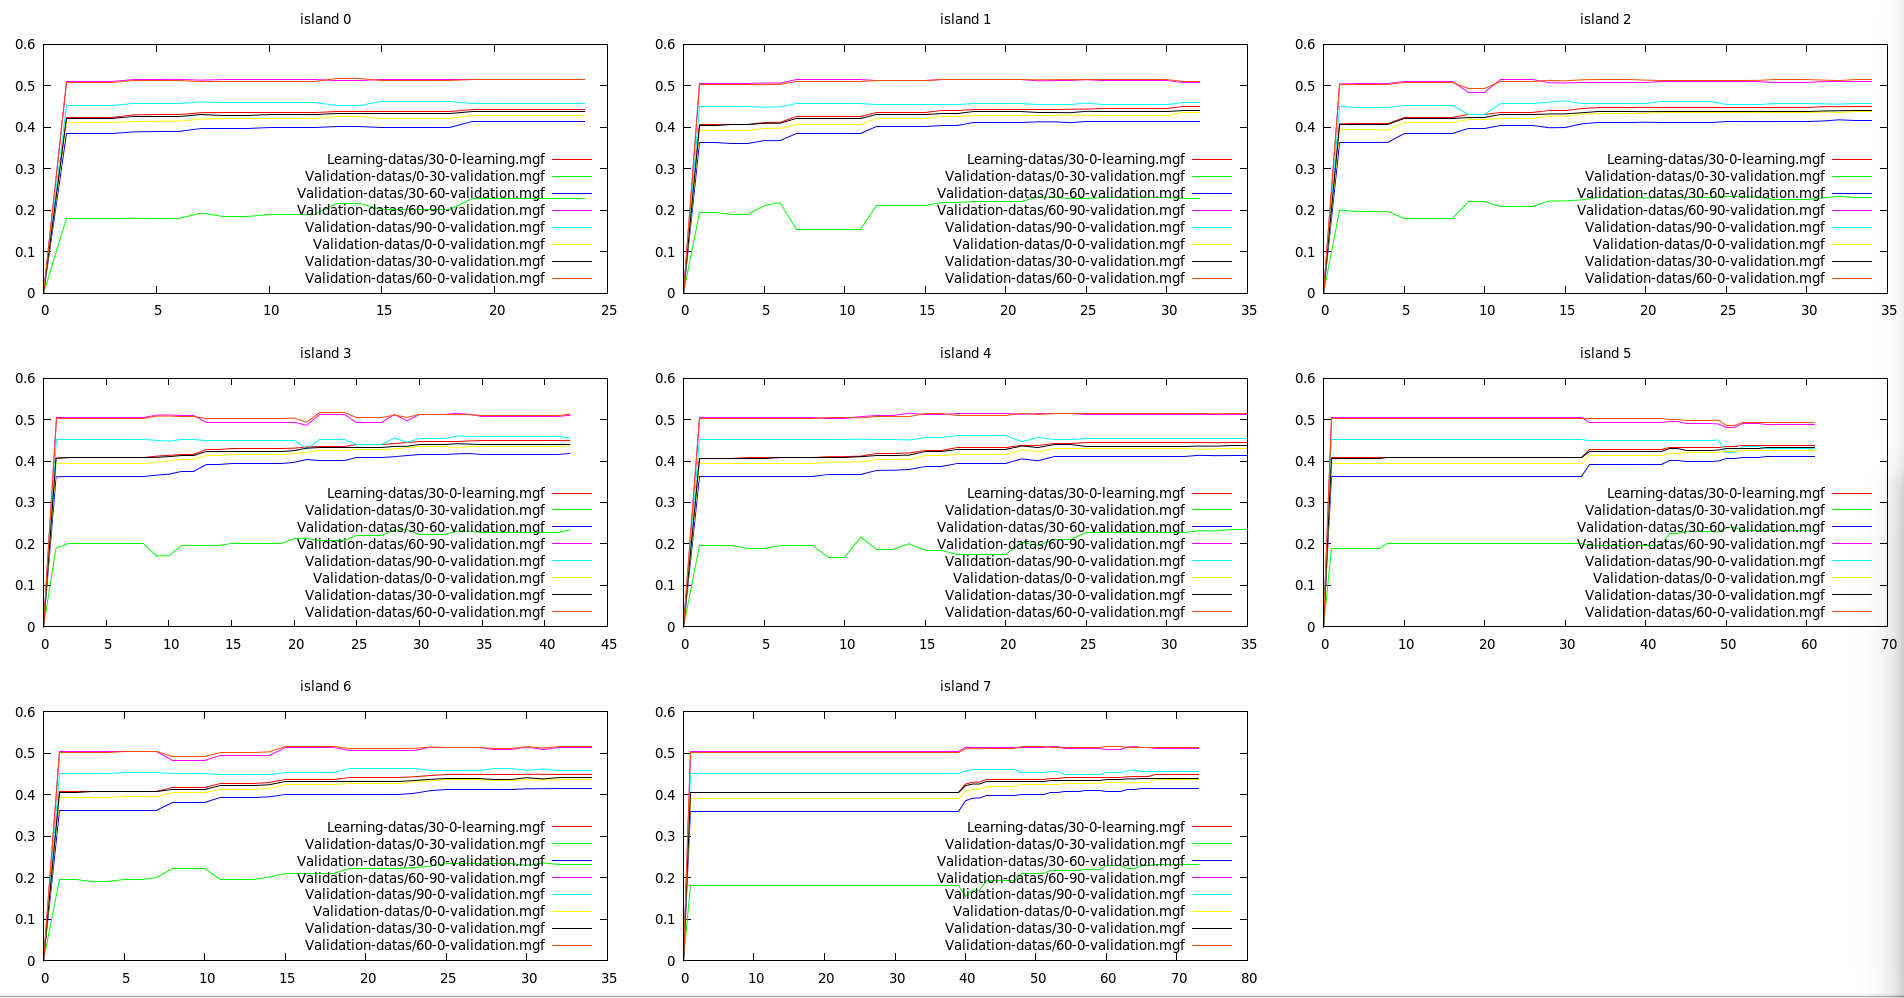 island 0
island 1
island 2
0.6
0.5
0.4
0.3
0.2
0.1
0
Learning-datas/30-0-learning.mgf
Validation-datas/0-30-validation.mgf
Validation-datas/30-60-validation.mgf
Validation-datas/60-90-validation.mgf
Validation-datas/90-0-validation.mgf
Validation-datas/0-0-validation.mgf
Validation-datas/30-0-validation.mgf
Validation-datas/60-0-validation.mgf
0 5 10 15 20 25
0.6
0.5
0.4
0.3
0.2
0.1
0
Learning-datas/30-0-learning.mgf
Validation-datas/0-30-validation.mgf
Validation-datas/30-60-validation.mgf
Validation-datas/60-90-validation.mgf
Validation-datas/90-0-validation.mgf
Validation-datas/0-0-validation.mgf
Validation-datas/30-0-validation.mgf
Validation-datas/60-0-validation.mgf
0 5 10 15 20 25 30 35
0.6
0.5
0.4
0.3
0.2
0.1
0
Learning-datas/30-0-learning.mgf
Validation-datas/0-30-validation.mgf
Validation-datas/30-60-validation.mgf
Validation-datas/60-90-validation.mgf
Validation-datas/90-0-validation.mgf
Validation-datas/0-0-validation.mgf
Validation-datas/30-0-validation.mgf
Validation-datas/60-0-validation.mgf
0 5 10 15 20 25 30 35
island 3
island 4
island 5
0.6
0.5
0.4
0.3
0.2
0.1
0
Learning-datas/30-0-learning.mgf
Validation-datas/0-30-validation.mgf
Validation-datas/30-60-validation.mgf
Validation-datas/60-90-validation.mgf
Validation-datas/90-0-validation.mgf
Validation-datas/0-0-validation.mgf
Validation-datas/30-0-validation.mgf
Validation-datas/60-0-validation.mgf
0 5 10 15 20 25 30 35 40 45
0.6
0.5
0.4
0.3
0.2
0.1
0
Learning-datas/30-0-learning.mgf
Validation-datas/0-30-validation.mgf
Validation-datas/30-60-validation.mgf
Validation-datas/60-90-validation.mgf
Validation-datas/90-0-validation.mgf
Validation-datas/0-0-validation.mgf
Validation-datas/30-0-validation.mgf
Validation-datas/60-0-validation.mgf
0 5 10 15 20 25 30 35
0.6
0.5
0.4
0.3
0.2
0.1
0
Learning-datas/30-0-learning.mgf
Validation-datas/0-30-validation.mgf
Validation-datas/30-60-validation.mgf
Validation-datas/60-90-validation.mgf
Validation-datas/90-0-validation.mgf
Validation-datas/0-0-validation.mgf
Validation-datas/30-0-validation.mgf
Validation-datas/60-0-validation.mgf
0 10 20 30 40 50 60 70
island 6
island 7
0.6
0.5
0.4
0.3
0.2
0.1
0
Learning-datas/30-0-learning.mgf
Validation-datas/0-30-validation.mgf
Validation-datas/30-60-validation.mgf
Validation-datas/60-90-validation.mgf
Validation-datas/90-0-validation.mgf
Validation-datas/0-0-validation.mgf
Validation-datas/30-0-validation.mgf
Validation-datas/60-0-validation.mgf
0 5 10 15 20 25 30 35
0.6
0.5
0.4
0.3
0.2
0.1
0
Learning-datas/30-0-learning.mgf
Validation-datas/0-30-validation.mgf
Validation-datas/30-60-validation.mgf
Validation-datas/60-90-validation.mgf
Validation-datas/90-0-validation.mgf
Validation-datas/0-0-validation.mgf
Validation-datas/30-0-validation.mgf
Validation-datas/60-0-validation.mgf
0 10 20 30 40 50 60 70 80